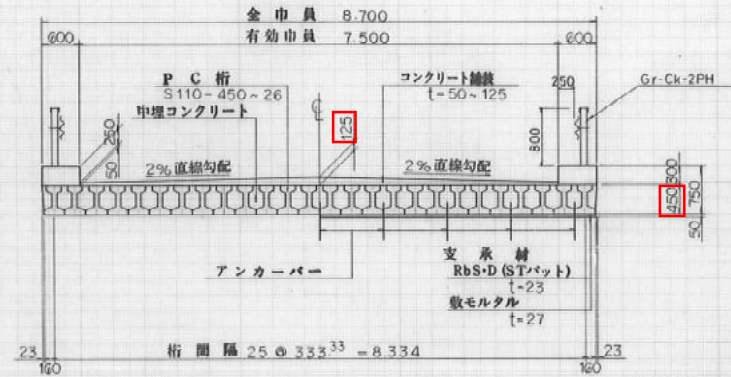 全巾員 8.700
600 有効巾員 7.500 600
PC桁
S110-450~26
中埋コンクリート
コンクリート舗装
t=50~125
250
Gr-Ck-2PH
℄
125
250
50
800
2%直線勾配
2%直線勾配
300
450
750
50
アンカーバー
支承材
RbS・D (STパット)
t=23
敷モルタル
t=27
23 桁間隔 25@333.33=8.334 23
160 160